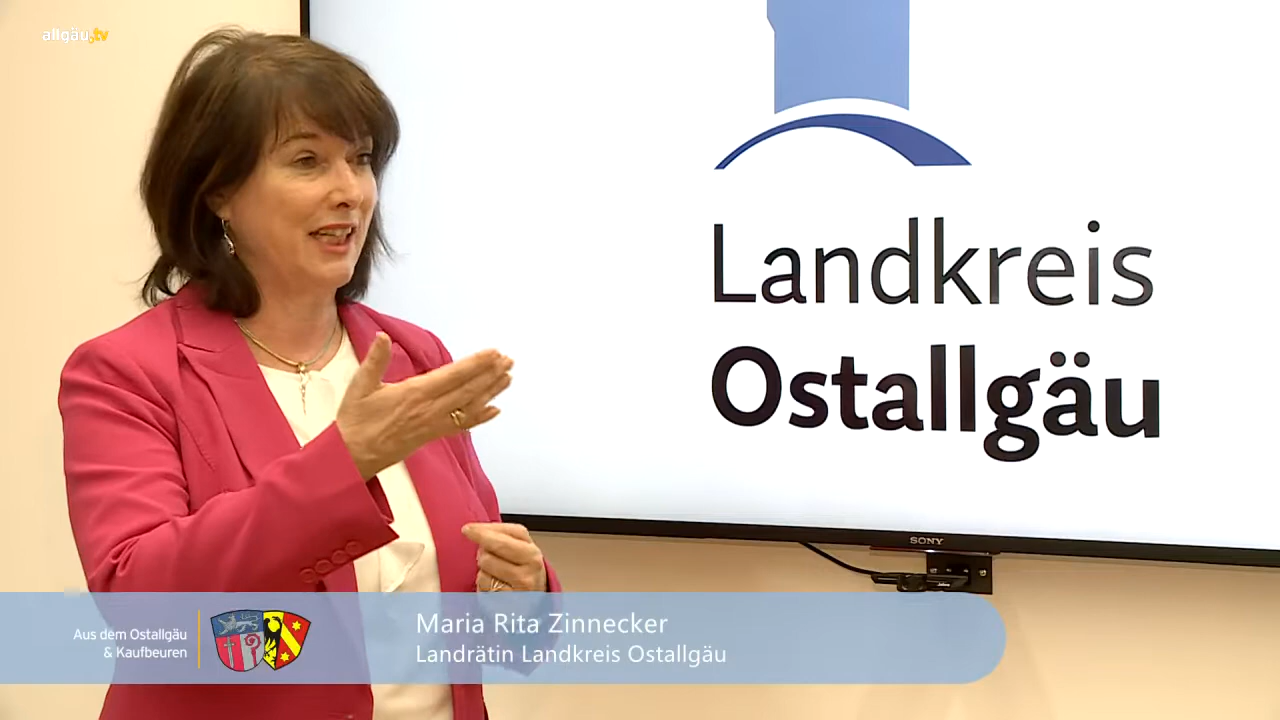 allgäu.tv
Landkreis
Ostallgäu
SONY
Aus dem Ostallgäu
& Kaufbeuren
Maria Rita Zinnecker
Landrätin Landkreis Ostallgäu